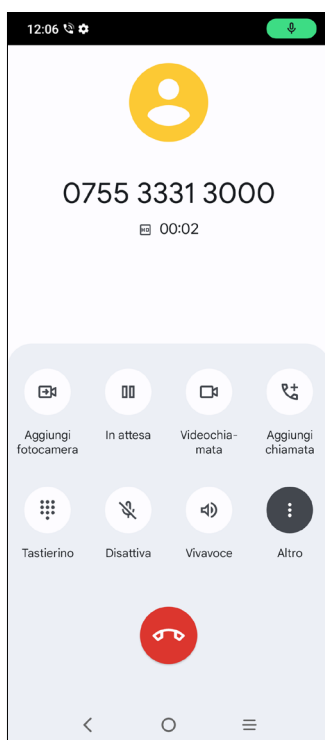 12:06
0755 3331 3000
HD 00:02
Aggiungi
fotocamera
In attesa
Videochia-
mata
Aggiungi
chiamata
Tastierino
Disattiva
Vivavoce
Altro